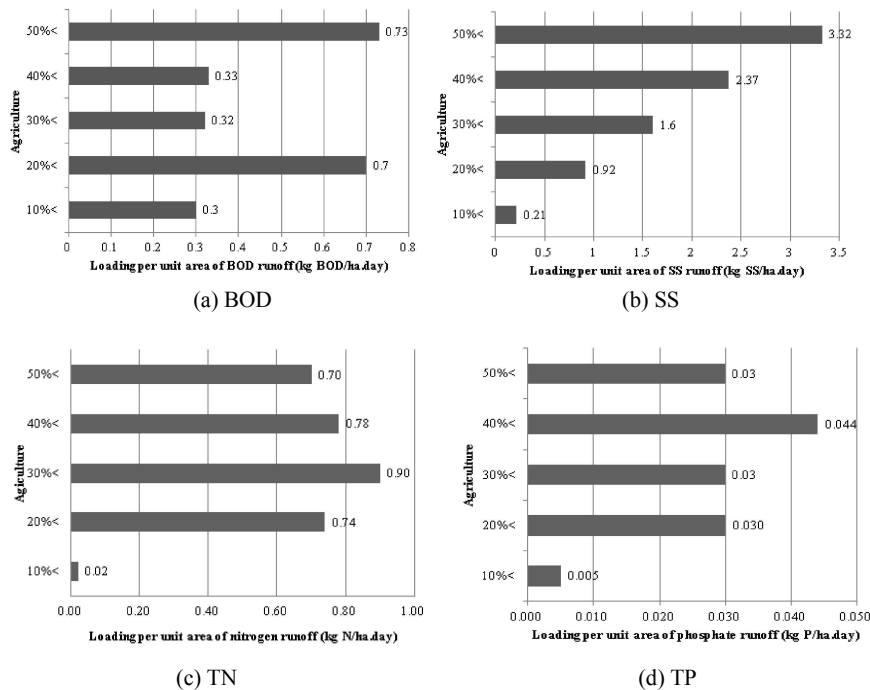 Agriculture
50%<
0.73
40%<
0.33
30%<
0.32
20%<
0.7
10%<
0.3
0 0.1 0.2 0.3 0.4 0.5 0.6 0.7 0.8
Loading per unit area of BOD runoff (kg BOD/ha.day)
(a) BOD
Agriculture
50%<
3.32
40%<
2.37
30%<
1.6
20%<
0.92
10%<
0.21
0 0.5 1 1.5 2 2.5 3 3.5
Loading per unit area of SS runoff (kg SS/ha.day)
(b) SS
Agiculture
50%<
0.70
40%<
0.78
30%<
0.90
20%<
0.74
10%<
0.02
0.00 0.20 0.40 0.60 0.80 1.00
Loading per unit area of nitrogen runoff (kg N/ha.day)
(c) TN
Agriculture
50%<
0.03
40%<
0.044
30%<
0.03
20%<
0.030
10%<
0.005
0.000 0.010 0.020 0.030 0.040 0.050
Loading per unit area of phosphate runoff (kg P/ha.day)
(d) TP